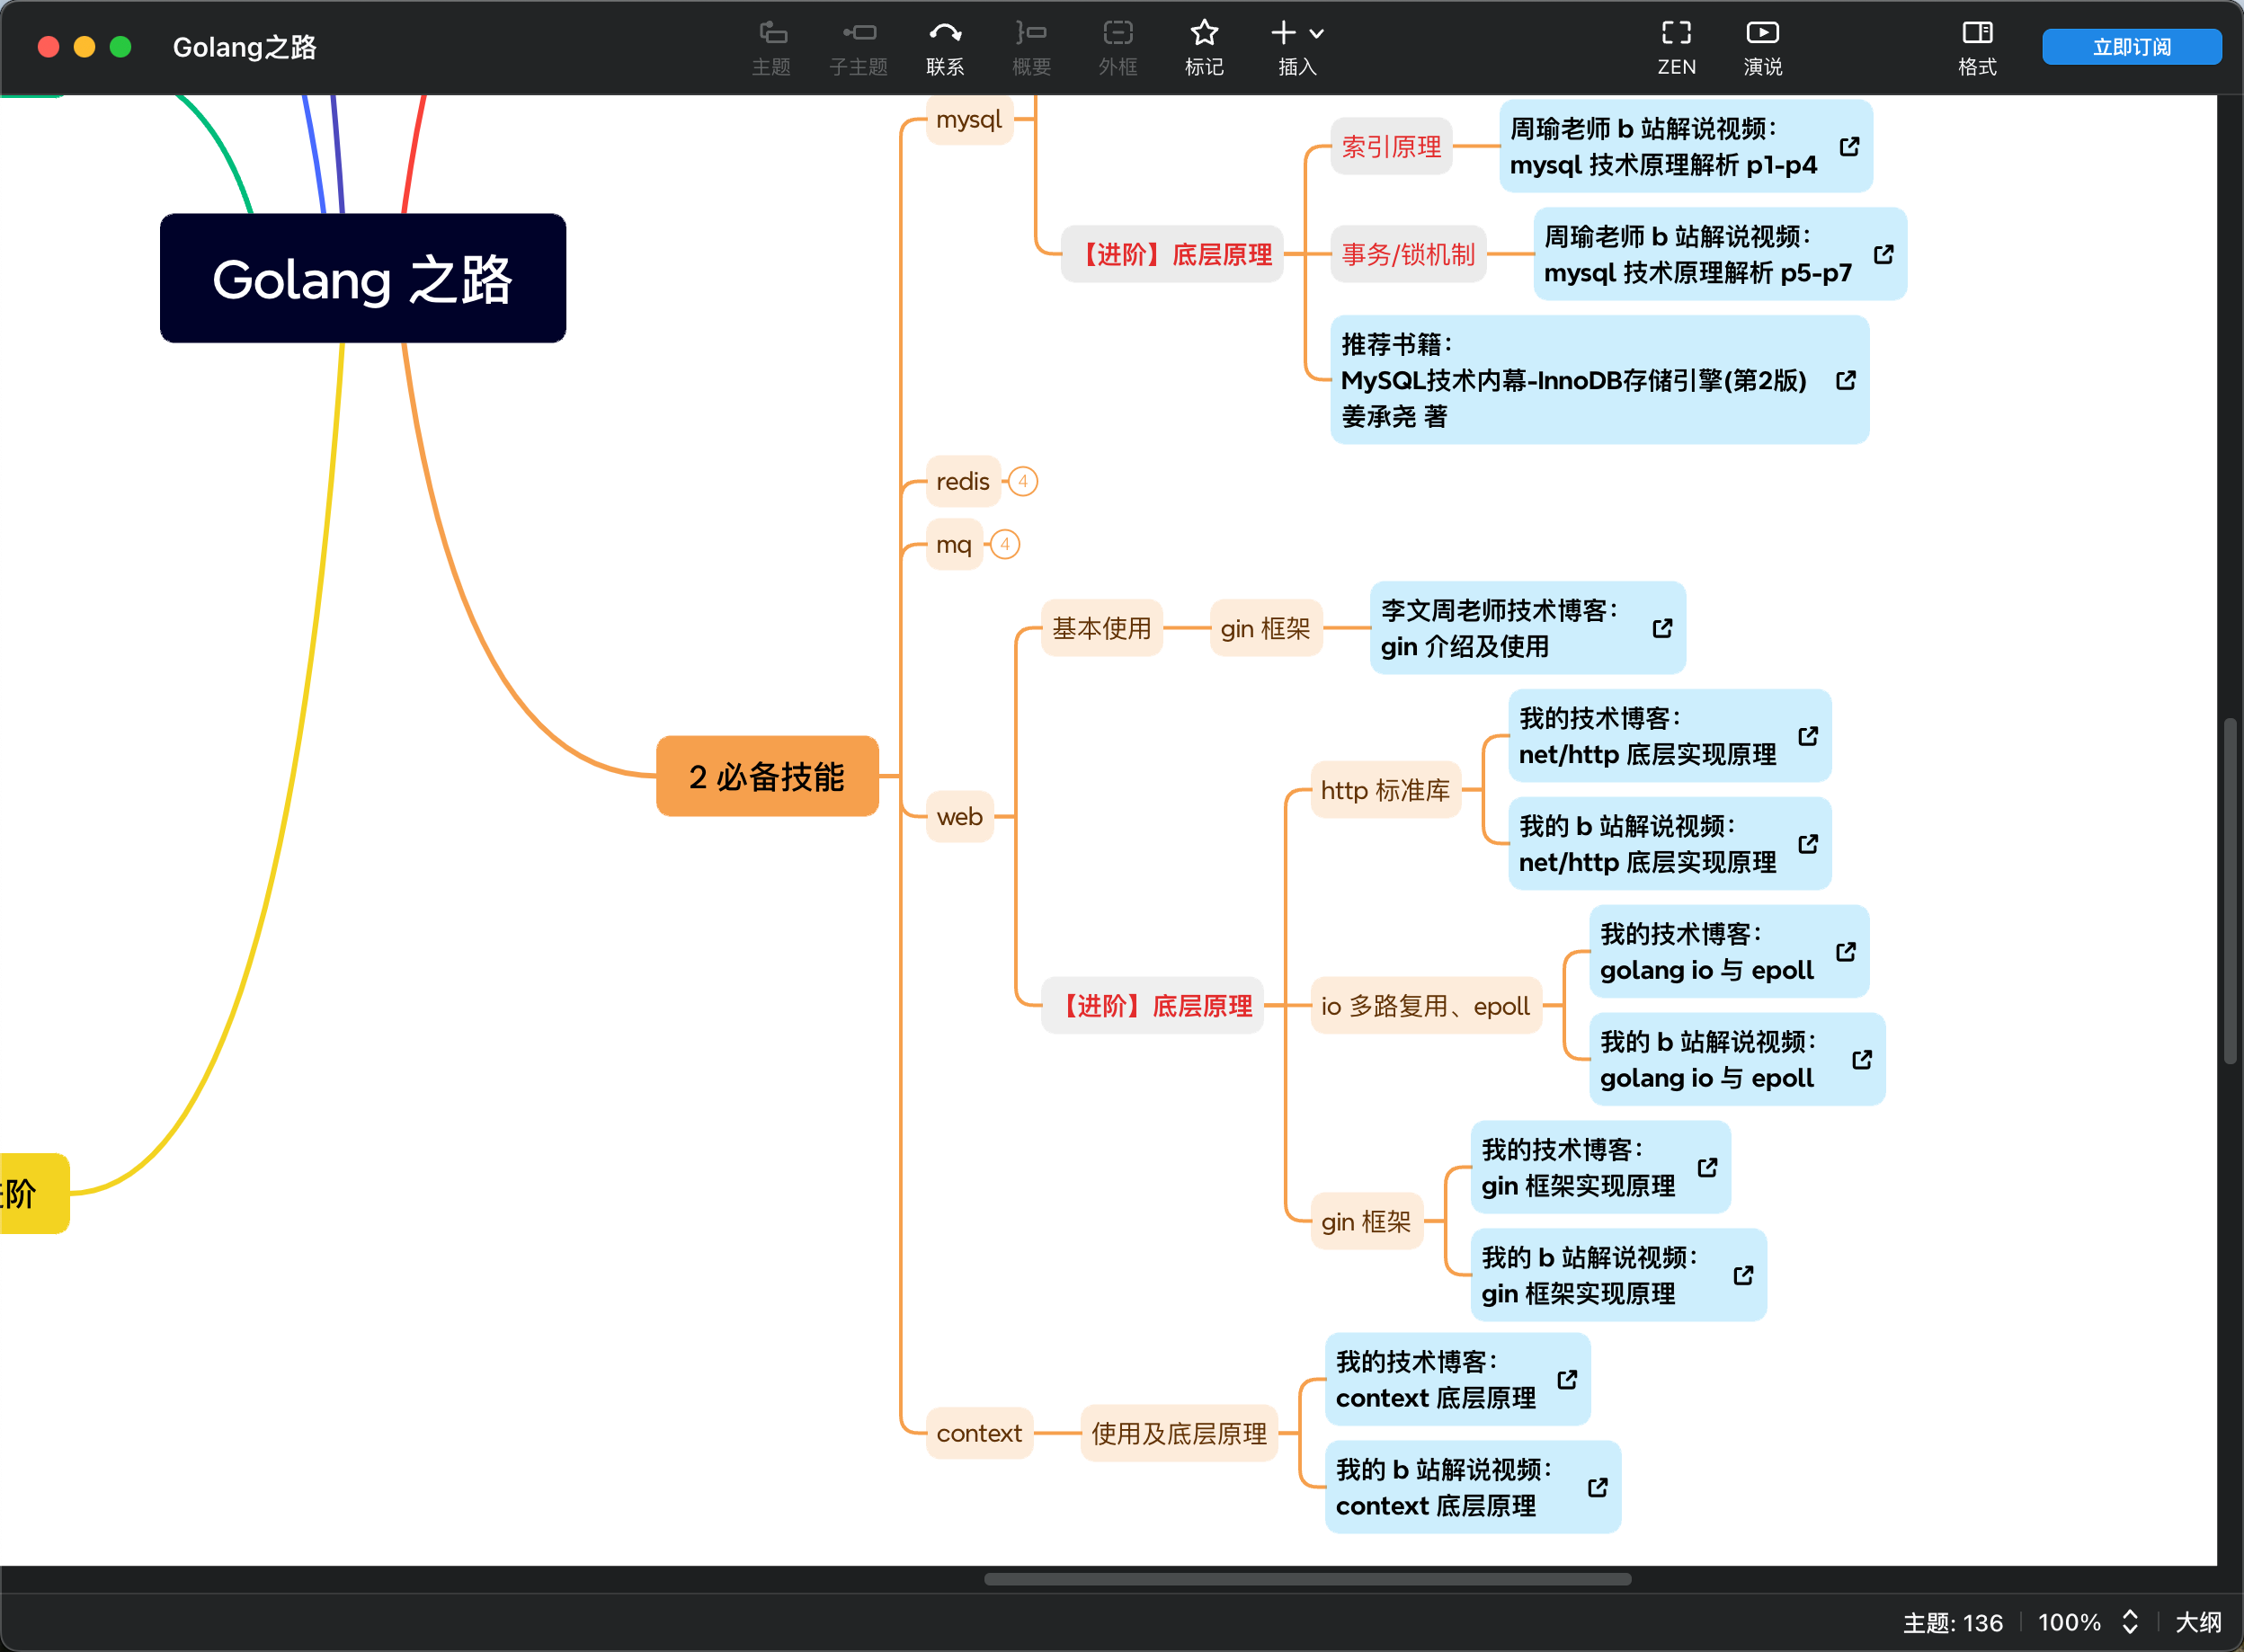 Golang之路
主题
子主题
联系
概要
外框
标记
插入
ZEN
演说
格式
立即订阅
Golang 之路
阶
2 必备技能
mysql
【进阶】底层原理
索引原理
周瑜老师 b 站解说视频：
mysql 技术原理解析 p1-p4
事务/锁机制
周瑜老师 b 站解说视频：
mysql 技术原理解析 p5-p7
推荐书籍：
MySQL技术内幕-InnoDB存储引擎(第2版)
姜承尧 著
redis
4
mq
4
web
基本使用
gin 框架
李文周老师技术博客：
gin 介绍及使用
【进阶】底层原理
http 标准库
我的技术博客：
net/http 底层实现原理
我的 b 站解说视频：
net/http 底层实现原理
io 多路复用、epoll
我的技术博客：
golang io 与 epoll
我的 b 站解说视频：
golang io 与 epoll
gin 框架
我的技术博客：
gin 框架实现原理
我的 b 站解说视频：
gin 框架实现原理
context
使用及底层原理
我的技术博客：
context 底层原理
我的 b 站解说视频：
context 底层原理
主题: 136
100%
大纲